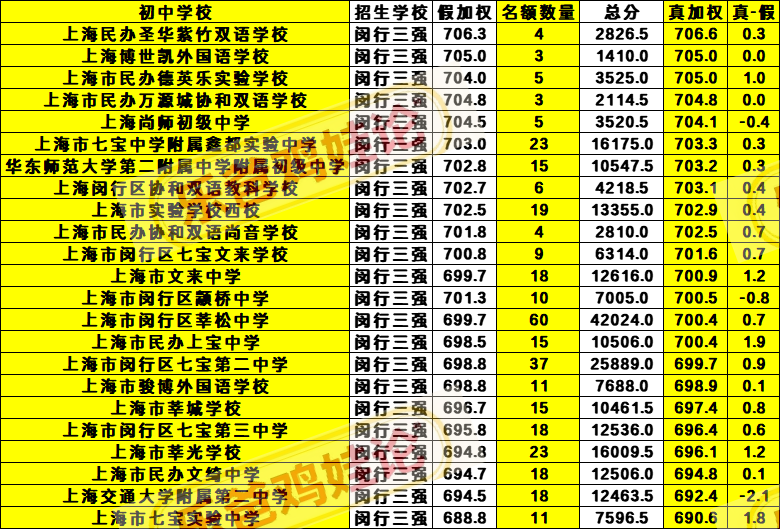 初中学校 招生学校 假加权 名额数量 总分 真加权 真-假
上海民办圣华紫竹双语学校 闵行三强 706.3 4 2826.5 706.6 0.3
上海博世凯外国语学校 闵行三强 705.0 3 1410.0 705.0 0.0
上海市民办德英乐实验学校 闵行三强 704.0 5 3525.0 705.0 1.0
上海市民办万源城协和双语学校 闵行三强 704.8 3 2114.5 704.8 0.0
上海尚师初级中学 闵行三强 704.5 5 3520.5 704.1 -0.4
上海市七宝中学附属鑫都实验中学 闵行三强 703.0 23 16175.0 703.3 0.3
华东师范大学第二附属中学附属初级中学 闵行三强 702.8 15 10547.5 703.2 0.3
上海闵行区协和双语教科学校 闵行三强 702.7 6 4218.5 703.1 0.4
上海市实验学校西校 闵行三强 702.5 19 13355.0 702.9 0.4
上海市民办协和双语尚音学校 闵行三强 701.8 4 2810.0 702.5 0.7
上海市闵行区七宝文来学校 闵行三强 700.8 9 6314.0 701.6 0.7
上海市文来中学 闵行三强 699.7 18 12616.0 700.9 1.2
上海市闵行区颛桥中学 闵行三强 701.3 10 7005.0 700.5 -0.8
上海市闵行区莘松中学 闵行三强 699.7 60 42024.0 700.4 0.7
上海市民办上宝中学 闵行三强 698.5 15 10506.0 700.4 1.9
上海市闵行区七宝第二中学 闵行三强 698.8 37 25889.0 699.7 0.9
上海市骏博外国语学校 闵行三强 698.8 11 7688.0 698.9 0.1
上海市莘城学校 闵行三强 696.7 15 10461.5 697.4 0.8
上海市闵行区七宝第三中学 闵行三强 695.8 18 12536.0 696.4 0.6
上海市莘光学校 闵行三强 694.8 23 16009.5 696.1 1.2
上海市民办文绮中学 闵行三强 694.7 18 12506.0 694.8 0.1
上海交通大学附属第二中学 闵行三强 694.5 18 12463.5 692.4 -2.1
上海市七宝实验中学 闵行三强 688.8 11 7596.5 690.6 1.8